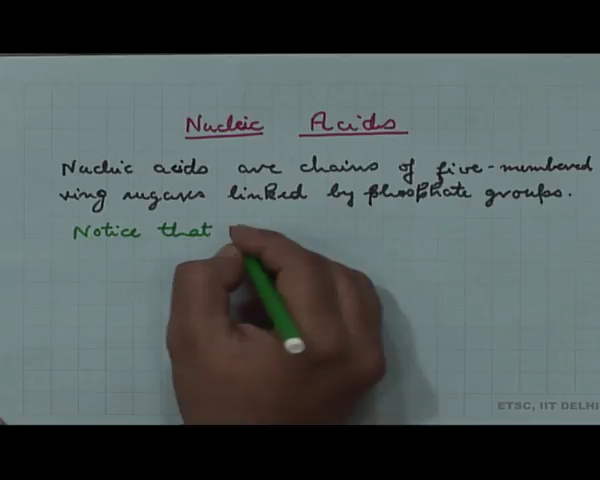 Nucleic Acids
Nucleic acids are chains of five-membered
ring sugars linked by phosphate groups.
Notice that
ETSC, IIT DELHI